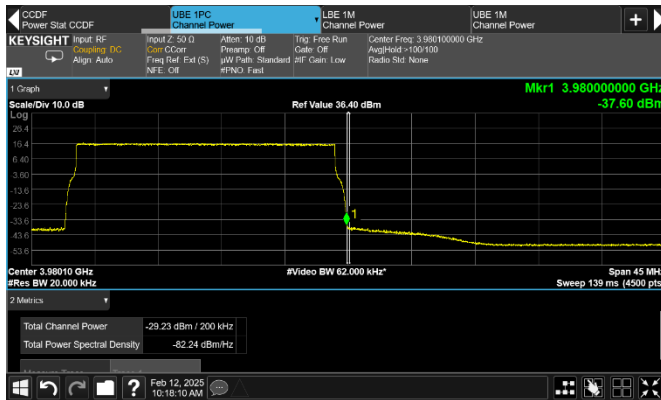 CCDF
Power Stat CCDF
UBE 1PC
Channel Power
LBE 1M
Channel Power
UBE 1M
Channel Power
KEYSIGHT
Input: RF
Coupling: DC
Align: Auto
Input Z: 50 Ω
Corr CCorr
Freq Ref: Ext (S)
NFE: Off
Atten: 10 dB
Preamp: Off
µW Path: Standard
#PNO: Fast
Trig: Free Run
Gate: Off
#IF Gain: Low
Center Freq: 3.980100000 GHz
Avg|Hold:>100/100
Radio Std: None
LXI
1 Graph
Mkr1 3.980000000 GHz
Scale/Div 10.0 dB
Ref Value 36.40 dBm
-37.60 dBm
Log
26.4
16.4
6.40
-3.60
-13.6
-23.6
-33.6
-43.6
-53.6
1
Center 3.98010 GHz
#Video BW 62.000 kHz*
Span 45 MHz
#Res BW 20.000 kHz
Sweep 139 ms (4500 pts)
2 Metrics
Total Channel Power -29.23 dBm / 200 kHz
Total Power Spectral Density -82.24 dBm/Hz
Feb 12, 2025
10:18:10 AM